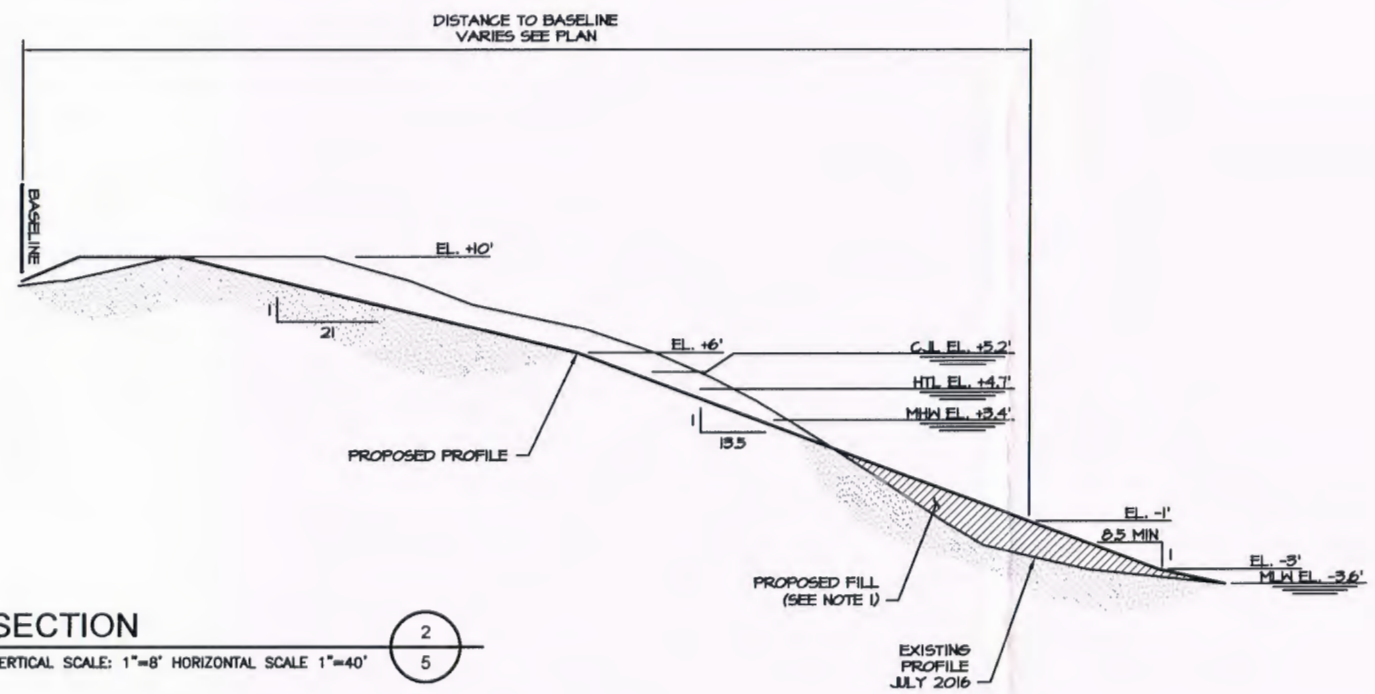 DISTANCE TO BASELINE
VARIES SEE PLAN
BASELINE
EL. +10'
1
21
EL. +6'
CJL EL. +5.2'
HTL EL. +4.7'
MHW EL. +3.4'
1
13.5
PROPOSED PROFILE
EL. -1'
8.5 MIN
1
EL. -3'
MLW EL. -3.6'
PROPOSED FILL
(SEE NOTE 1)
EXISTING
PROFILE
JULY 2016
SECTION
ERTICAL SCALE: 1"=8' HORIZONTAL SCALE 1"=40'
2
5